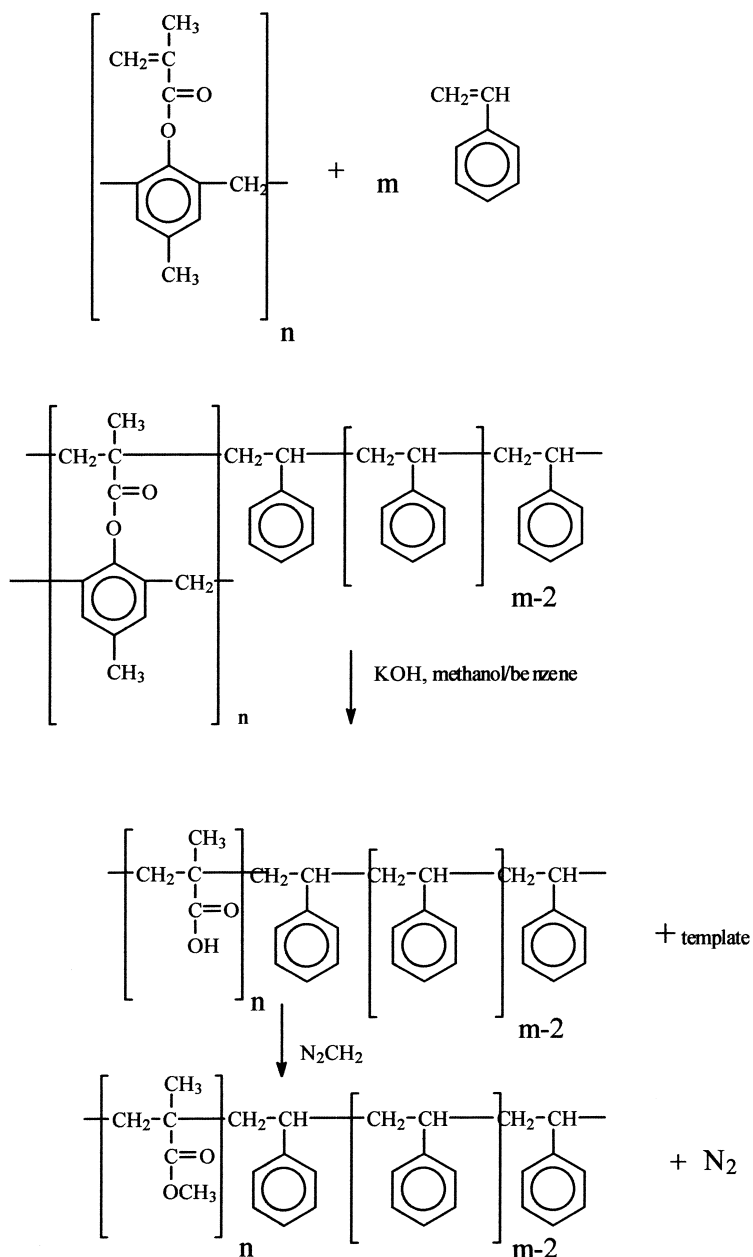 CH₃
CH₂=C CH₂=CH
C=O
O
CH₂ + m
CH₃
n
CH₃
CH₂-C CH₂-CH CH₂-CH CH₂-CH
C=O
O
CH₂
m-2
CH₃
KOH, methanol/benzene
n
CH₃
CH₂-C CH₂-CH CH₂-CH CH₂-CH
C=O
OH + template
n
m-2
N₂CH₂
CH₃
CH₂-C CH₂-CH CH₂-CH CH₂-CH
C=O + N₂
OCH₃
n m-2